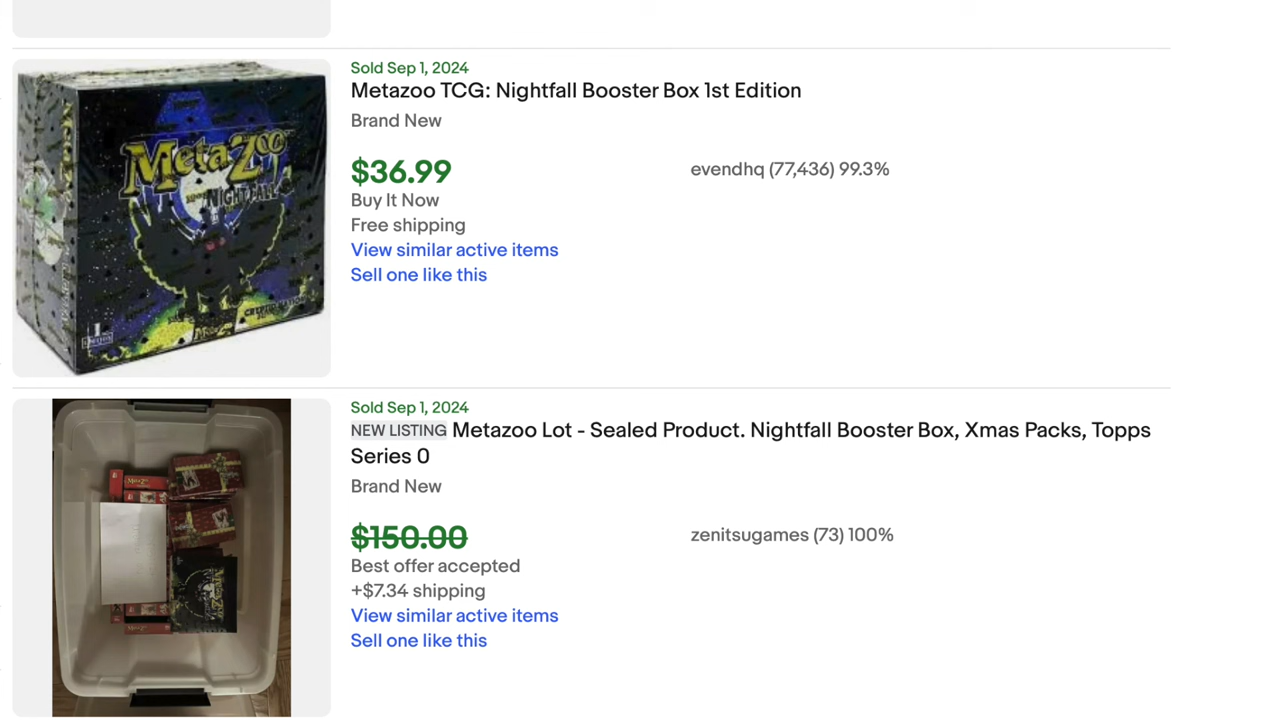 Sold Sep 1, 2024
Metazoo TCG: Nightfall Booster Box 1st Edition
Brand New
MetaZoo
NIGHTFALL
$36.99
evendhq (77,436) 99.3%
Buy It Now
Free shipping
View similar active items
Sell one like this
Sold Sep 1, 2024
NEW LISTING Metazoo Lot - Sealed Product. Nightfall Booster Box, Xmas Packs, Topps
Series 0
Brand New
$150.00
zenitsugames (73) 100%
Best offer accepted
+$7.34 shipping
View similar active items
Sell one like this